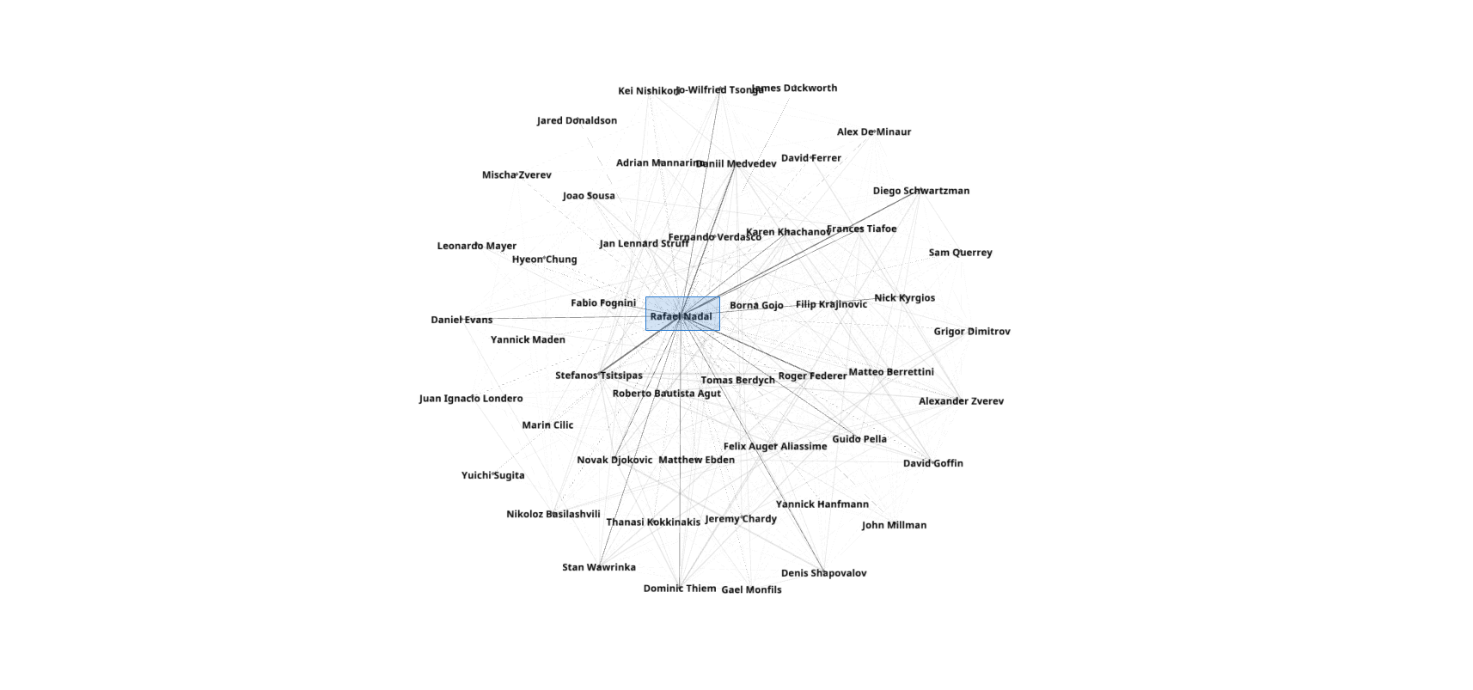 Kei Nishikori Jo-Wilfried Tsonga James Duckworth
Jared Donaldson
Alex De Minaur
Adrian Mannarino Daniil Medvedev David Ferrer
Mischa Zverev
Joao Sousa
Diego Schwartzman
Jan Lennard Struff Fernando Verdasco Karen Khachanov Frances Tiafoe
Leonardo Mayer
Hyeon Chung
Sam Querrey
Fabio Fognini Borna Gojo Filip Krajinovic Nick Kyrgios
Daniel Evans Rafael Nadal
Yannick Maden Grigor Dimitrov
Stefanos Tsitsipas Tomas Berdych Roger Federer Matteo Berrettini
Juan Ignacio Londero Roberto Bautista Agut Alexander Zverev
Marin Cilic
Felix Auger Aliassime Guido Pella
Novak Djokovic Matthew Ebden David Goffin
Yuichi Sugita
Nikoloz Basilashvili Yannick Hanfmann
Thanasi Kokkinakis Jeremy Chardy John Millman
Stan Wawrinka Denis Shapovalov
Dominic Thiem Gael Monfils